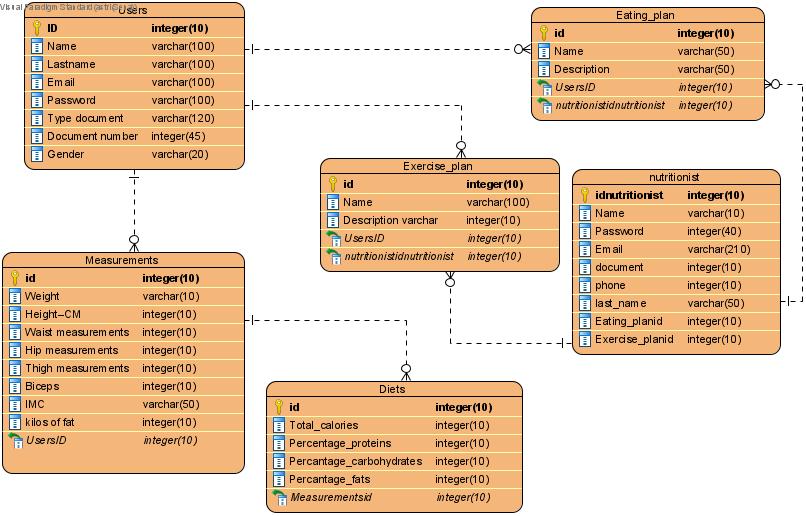 Visual Paradigm Standard
Users
ID integer(10)
Name varchar(100)
Lastname varchar(100)
Email varchar(100)
Password varchar(100)
Type document varchar(120)
Document number integer(45)
Gender varchar(20)
Eating_plan
id integer(10)
Name varchar(50)
Description varchar(50)
UsersID integer(10)
nutritionistidnutritionist integer(10)
Exercise_plan
id integer(10)
Name varchar(100)
Description varchar integer(10)
UsersID integer(10)
nutritionistidnutritionist integer(10)
nutritionist
idnutritionist integer(10)
Name varchar(10)
Password integer(40)
Email varchar(210)
document integer(10)
phone integer(10)
last_name varchar(50)
Eating_planid integer(10)
Exercise_planid integer(10)
Measurements
id integer(10)
Weight varchar(10)
Height-CM integer(10)
Waist measurements integer(10)
Hip measurements integer(10)
Thigh measurements integer(10)
Biceps integer(10)
IMC varchar(50)
kilos of fat integer(10)
UsersID integer(10)
Diets
id integer(10)
Total_calories integer(10)
Percentage_proteins integer(10)
Percentage_carbohydrates integer(10)
Percentage_fats integer(10)
Measurementsid integer(10)